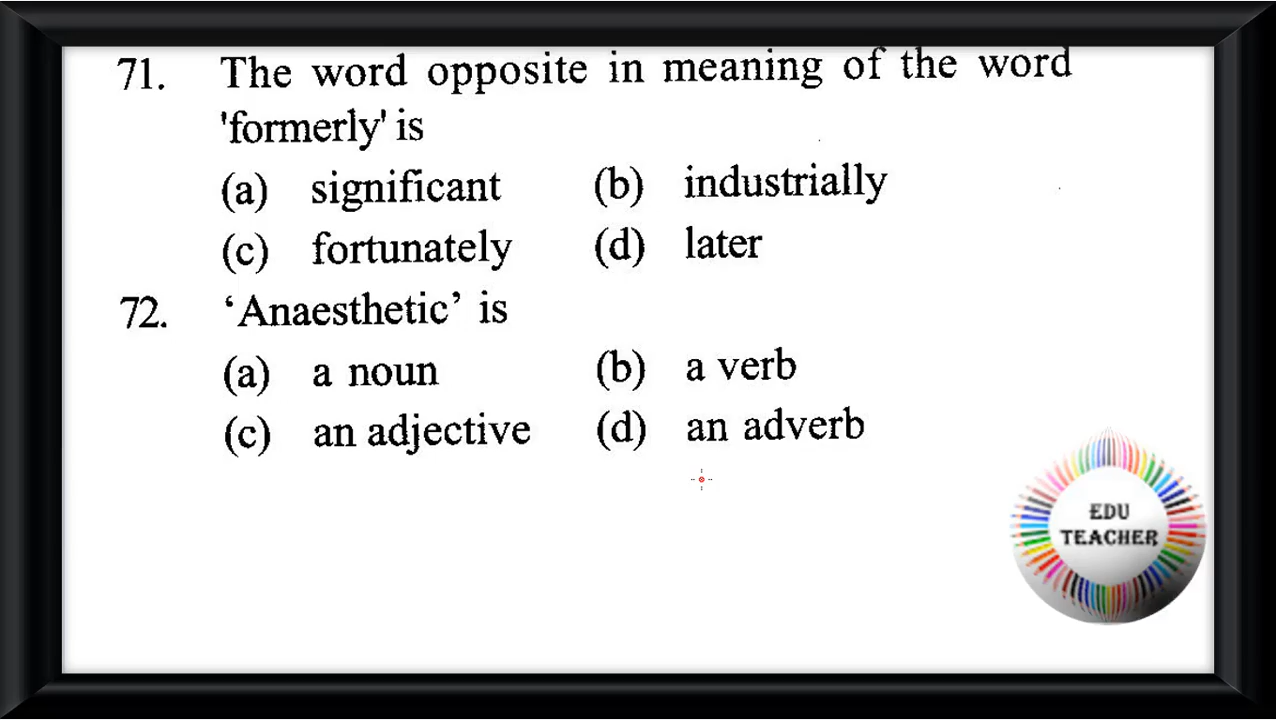 71. The word opposite in meaning of the word
'formerly' is
(a) significant (b) industrially
(c) fortunately (d) later
72. ‘Anaesthetic’ is
(a) a noun (b) a verb
(c) an adjective (d) an adverb
EDU
TEACHER